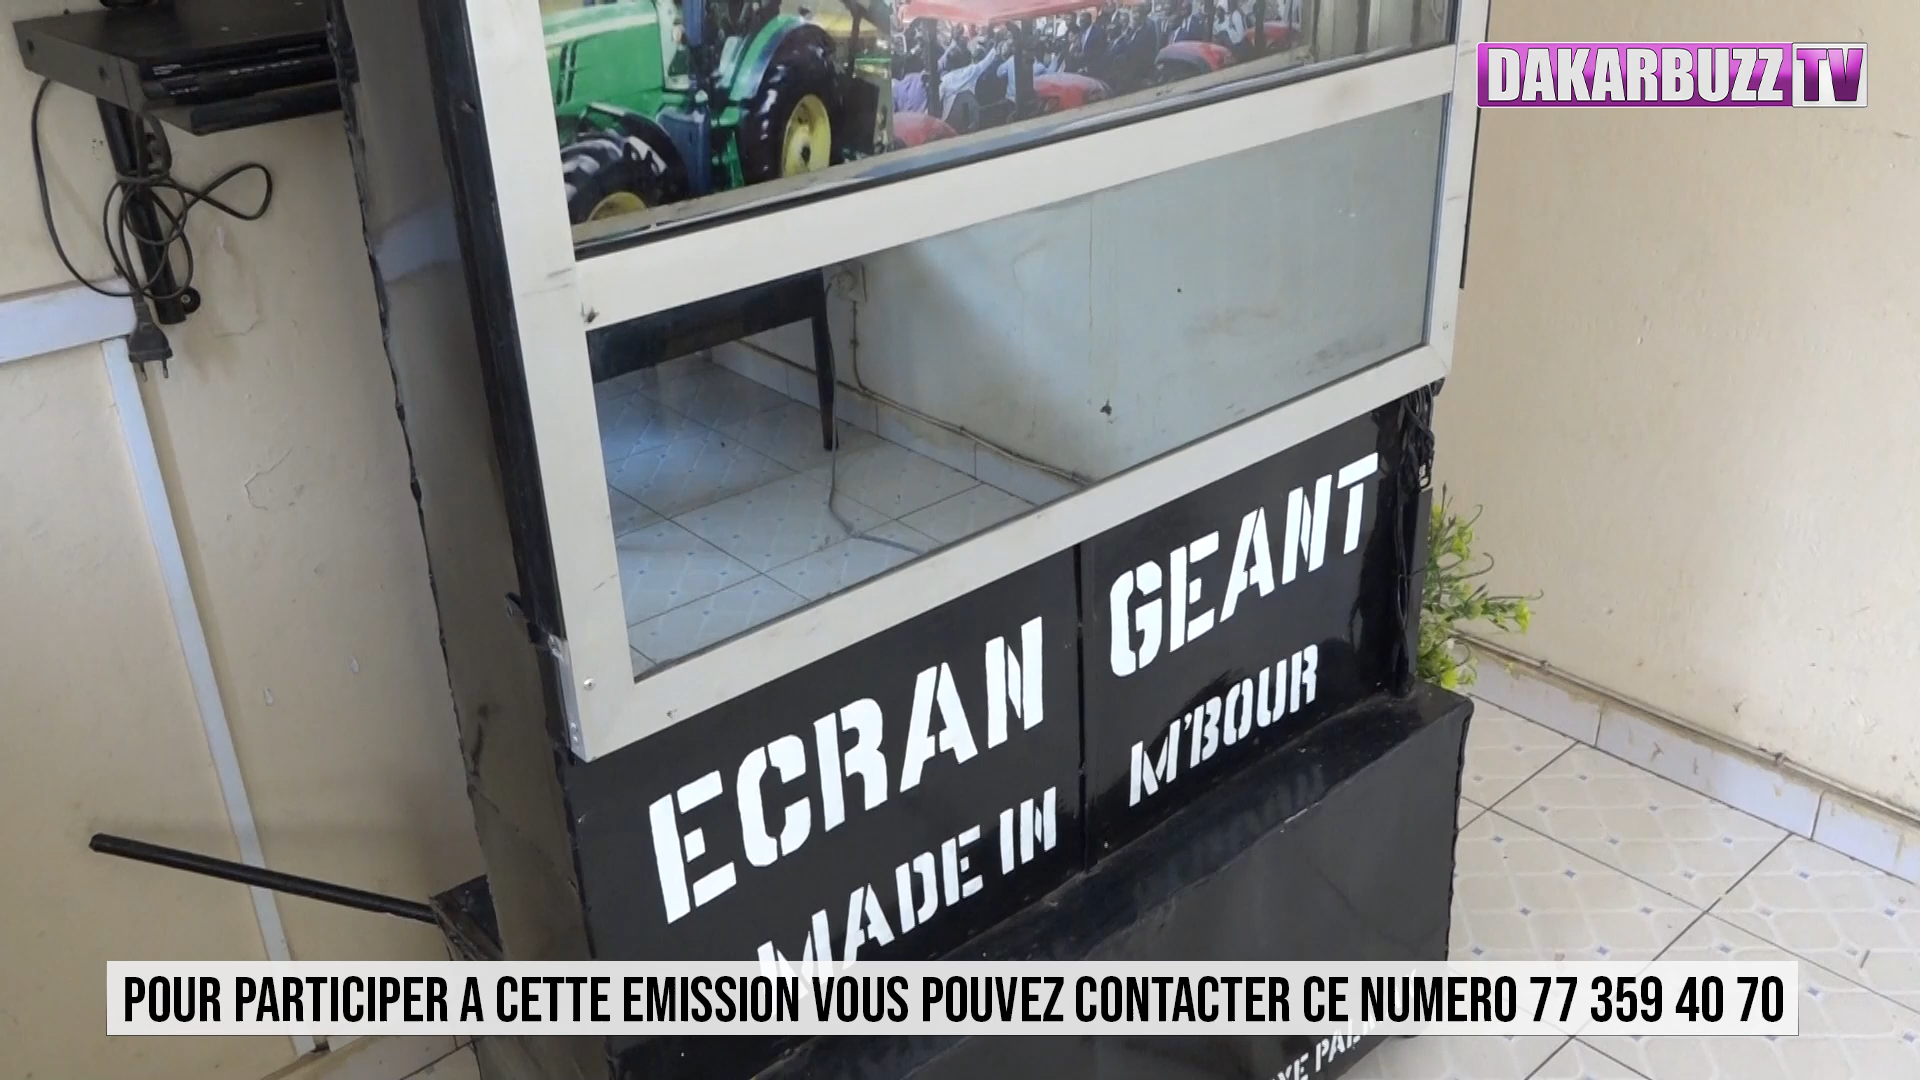 DAKARBUZZ TV
ECRAN GEANT
MADE IN M'BOUR
POUR PARTICIPER A CETTE EMISSION VOUS POUVEZ CONTACTER CE NUMERO 77 359 40 70